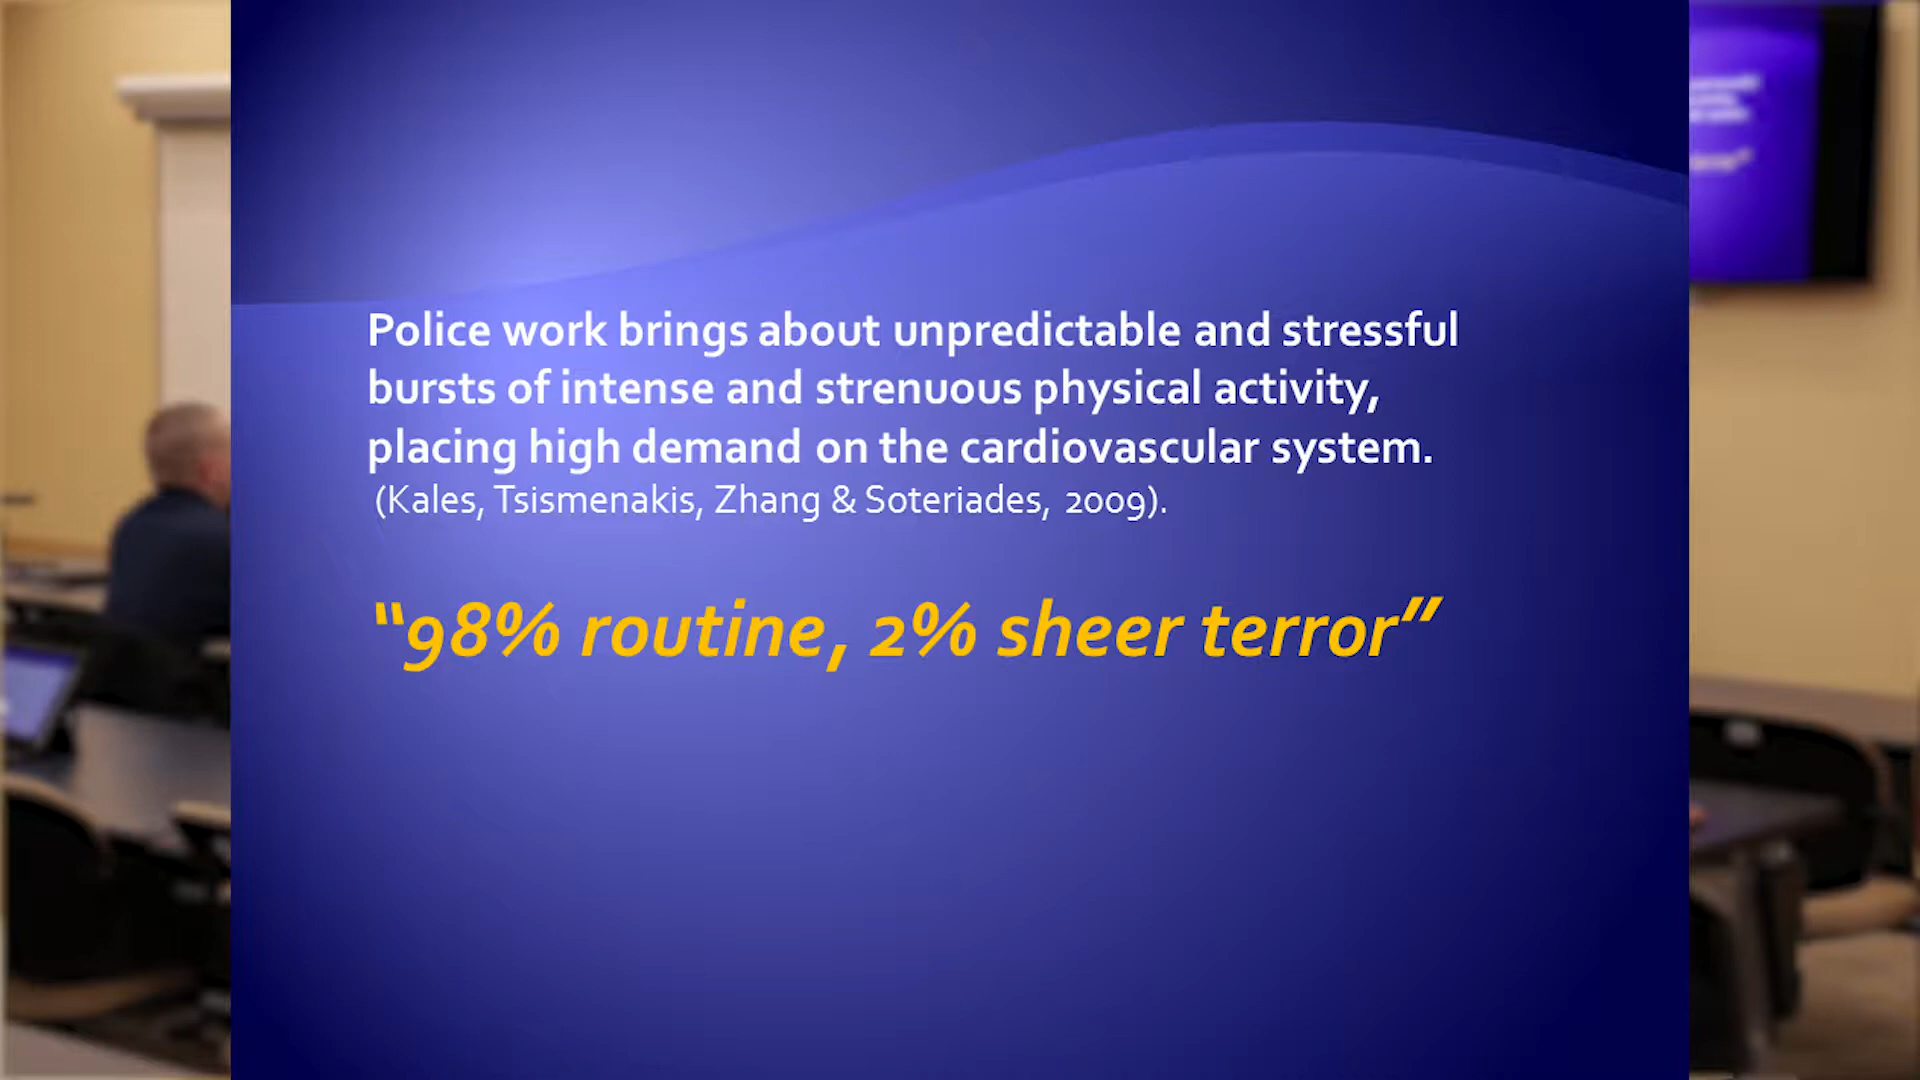 Police work brings about unpredictable and stressful
bursts of intense and strenuous physical activity,
placing high demand on the cardiovascular system.
(Kales, Tsismenakis, Zhang & Soteriades, 2009).
“98% routine, 2% sheer terror”